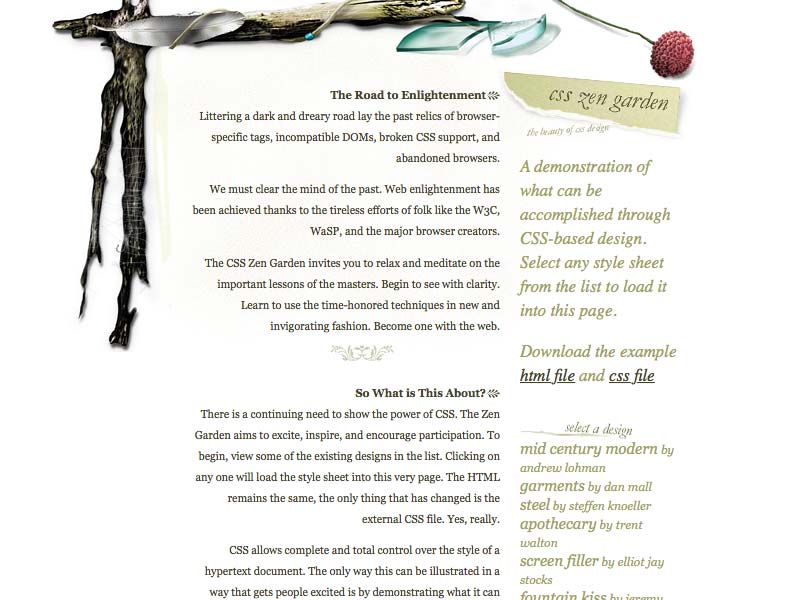 The Road to Enlightenment
Littering a dark and dreary road lay the past relics of browser-
specific tags, incompatible DOMs, broken CSS support, and
abandoned browsers.
We must clear the mind of the past. Web enlightenment has
been achieved thanks to the tireless efforts of folk like the W3C,
WaSP, and the major browser creators.
The CSS Zen Garden invites you to relax and meditate on the
important lessons of the masters. Begin to see with clarity.
Learn to use the time-honored techniques in new and
invigorating fashion. Become one with the web.
So What is This About?
There is a continuing need to show the power of CSS. The Zen
Garden aims to excite, inspire, and encourage participation. To
begin, view some of the existing designs in the list. Clicking on
any one will load the style sheet into this very page. The HTML
remains the same, the only thing that has changed is the
external CSS file. Yes, really.
CSS allows complete and total control over the style of a
hypertext document. The only way this can be illustrated in a
way that gets people excited is by demonstrating what it can
css zen garden
the beauty of css design
A demonstration of
what can be
accomplished through
CSS-based design.
Select any style sheet
from the list to load it
into this page.
Download the example
html file and css file
select a design
mid century modern by
andrew lohman
garments by dan mall
steel by steffen knoeller
apothecary by trent
walton
screen filler by elliot jay
stocks
fountain kiss by jeremy